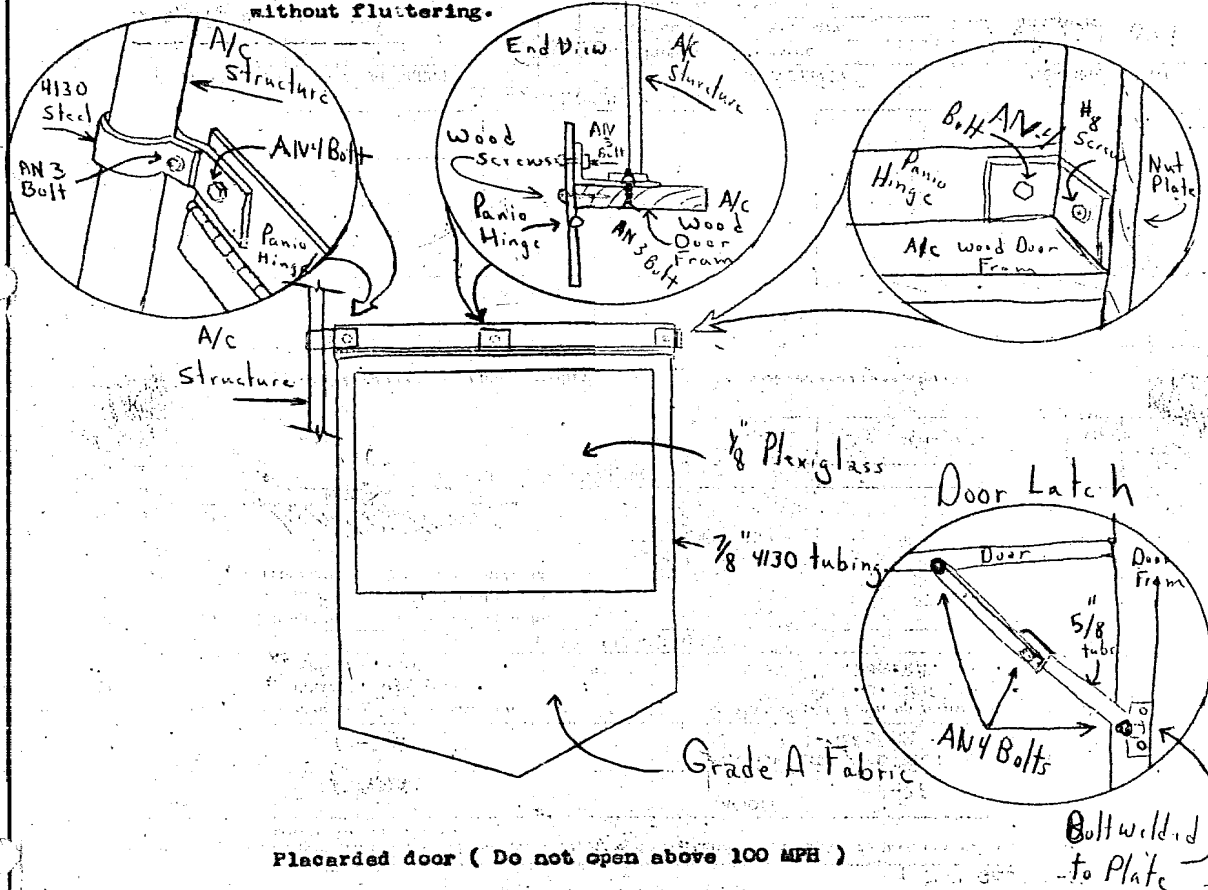 without fluttering.
A/c
Structure
4130
Steel
AN 3
Bolt
AN4 Bolt
Panio
Hinge
End View
A/c
Sturcture
Wood
Screws
AN
3
Bolt
Panio
Hinge
A/C
Wood
Door
Fram
AN 3 Bolt
Bolt AN4
#8
Screw
Panio
Hinge
Nut
Plate
A/c Wood Door
Fram
A/c
Structure
1/8" Plexiglass
7/8" 4130 tubing
Grade A Fabric
Door Latch
Door
Door
Fram
5/8"
tube
AN4 Bolts
Bolt welded
to Plate
Placarded door ( Do not open above 100 MPH )